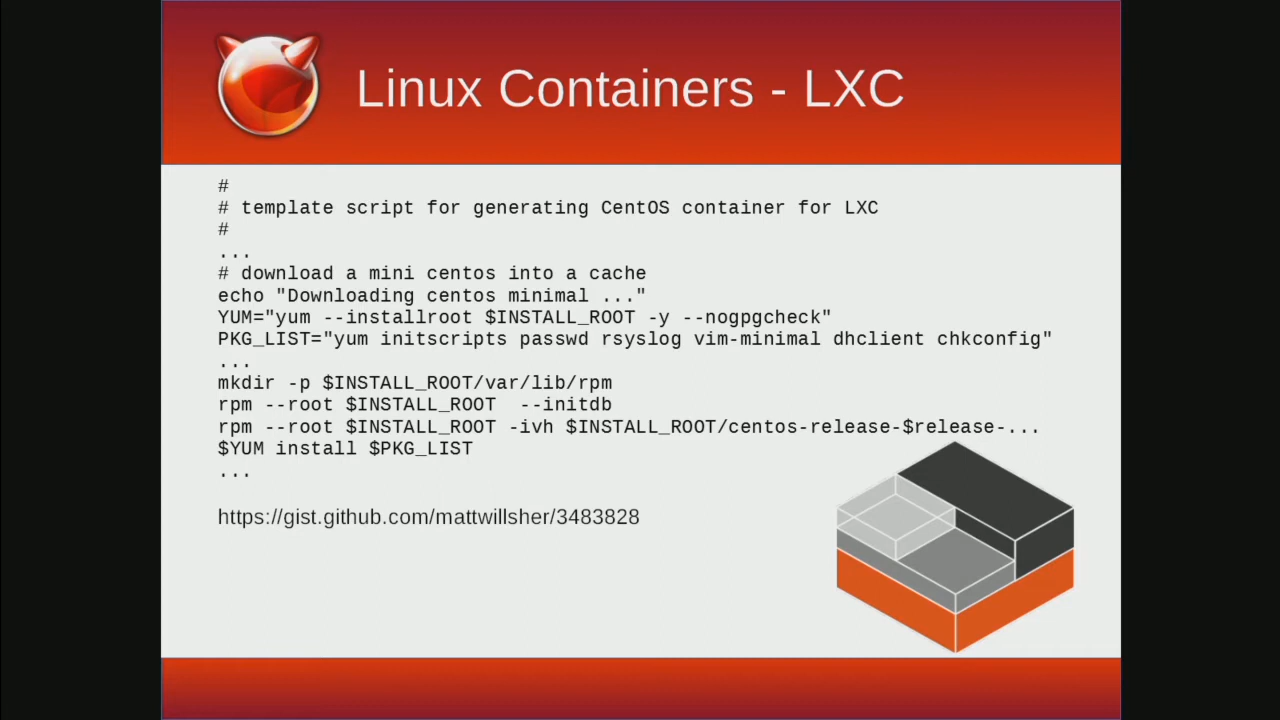 Linux Containers - LXC
#
# template script for generating CentOS container for LXC
#
...
# download a mini centos into a cache
echo "Downloading centos minimal ..."
YUM="yum --installroot $INSTALL_ROOT -y --nogpgcheck"
PKG_LIST="yum initscripts passwd rsyslog vim-minimal dhclient chkconfig"
...
mkdir -p $INSTALL_ROOT/var/lib/rpm
rpm --root $INSTALL_ROOT  --initdb
rpm --root $INSTALL_ROOT -ivh $INSTALL_ROOT/centos-release-$release-...
$YUM install $PKG_LIST
...
https://gist.github.com/mattwillsher/3483828